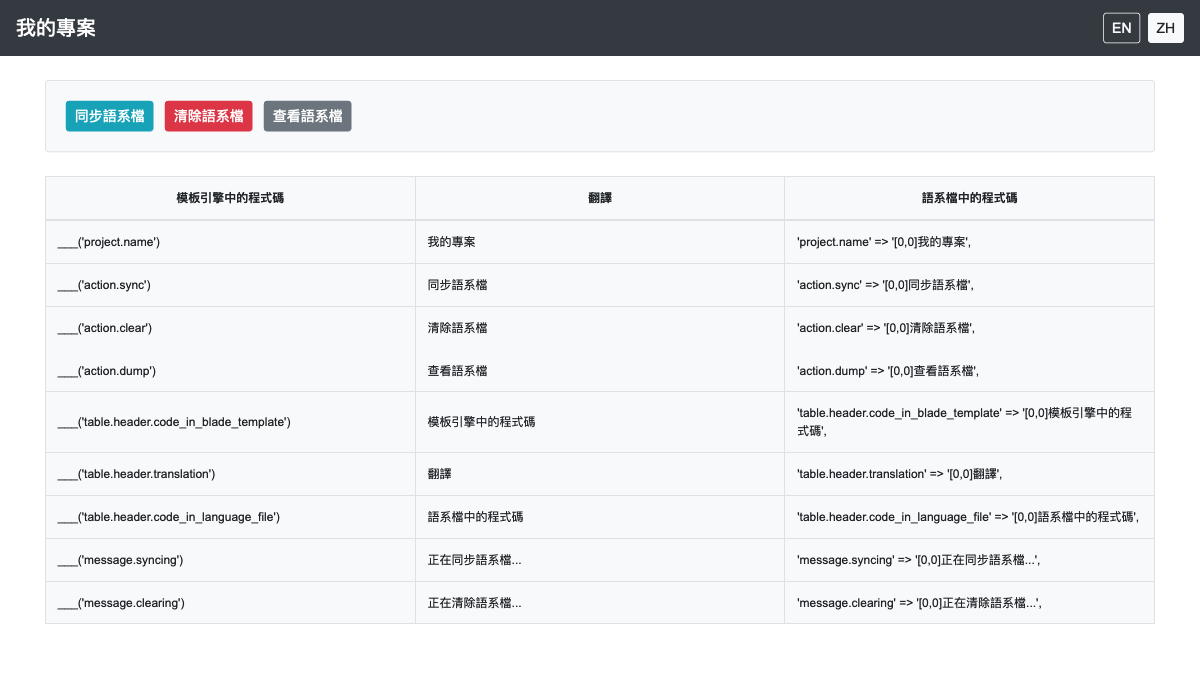 我的專案
EN ZH
同步語系檔 清除語系檔 查看語系檔
模板引擎中的程式碼 翻譯 語系檔中的程式碼
___('project.name') 我的專案 'project.name' => '[0,0]我的專案',
___('action.sync') 同步語系檔 'action.sync' => '[0,0]同步語系檔',
___('action.clear') 清除語系檔 'action.clear' => '[0,0]清除語系檔',
___('action.dump') 查看語系檔 'action.dump' => '[0,0]查看語系檔',
___('table.header.code_in_blade_template') 模板引擎中的程式碼 'table.header.code_in_blade_template' => '[0,0]模板引擎中的程
式碼',
___('table.header.translation') 翻譯 'table.header.translation' => '[0,0]翻譯',
___('table.header.code_in_language_file') 語系檔中的程式碼 'table.header.code_in_language_file' => '[0,0]語系檔中的程式碼',
___('message.syncing') 正在同步語系檔... 'message.syncing' => '[0,0]正在同步語系檔...',
___('message.clearing') 正在清除語系檔... 'message.clearing' => '[0,0]正在清除語系檔...',